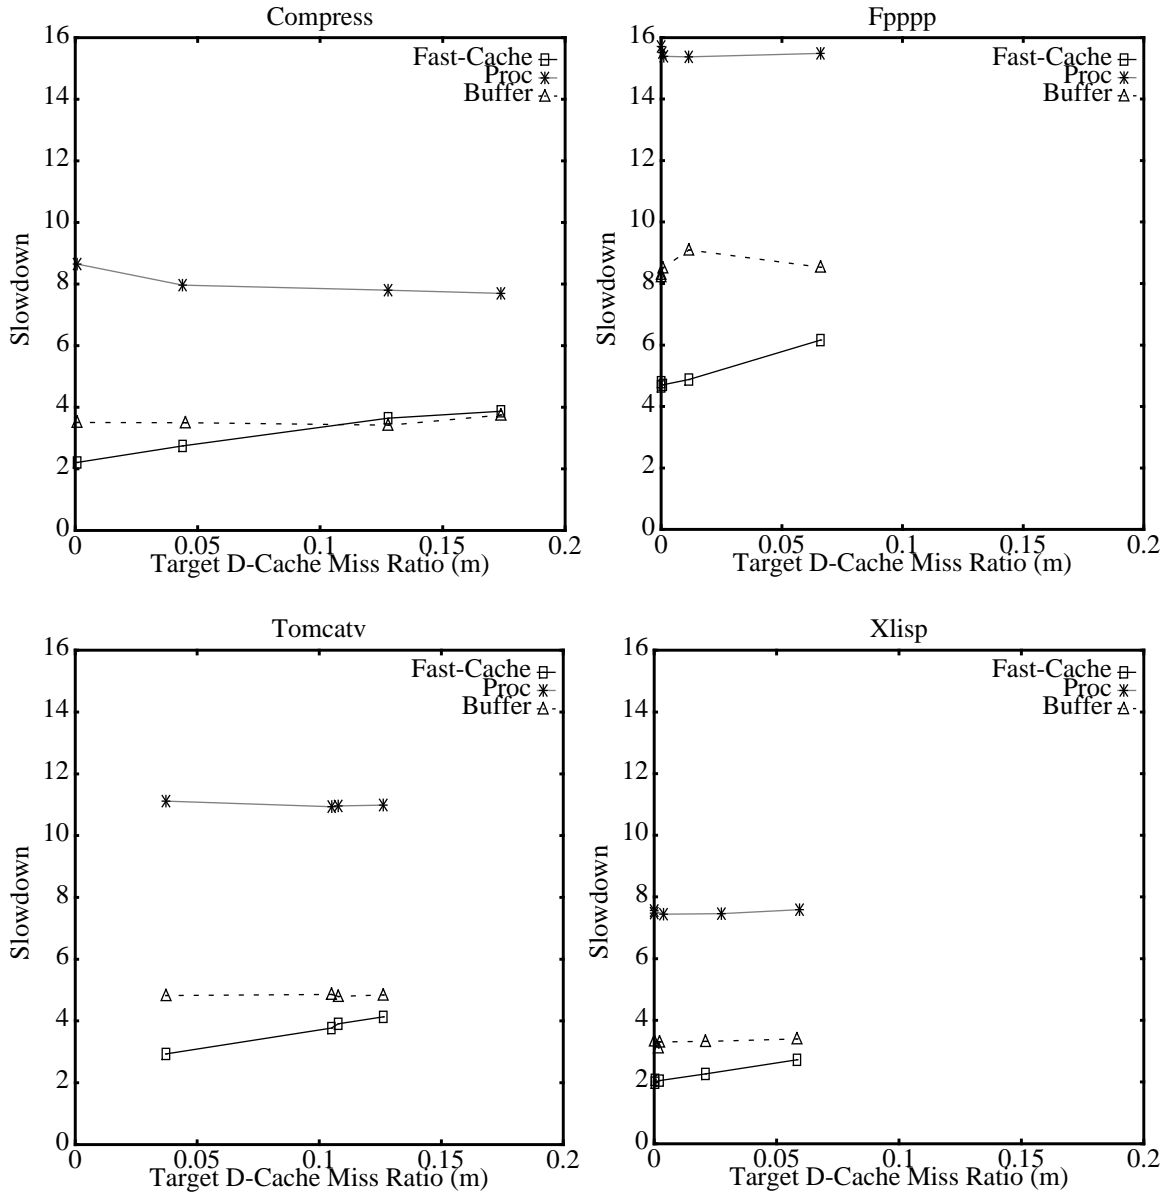 Compress
16
14
12
10
8
6
4
2
0
Slowdown
Fast-Cache
Proc
Buffer
0 0.05 0.1 0.15 0.2
Target D-Cache Miss Ratio (m)
Fpppp
16
14
12
10
8
6
4
2
0
Slowdown
Fast-Cache
Proc
Buffer
0 0.05 0.1 0.15 0.2
Target D-Cache Miss Ratio (m)
Tomcatv
16
14
12
10
8
6
4
2
0
Slowdown
Fast-Cache
Proc
Buffer
0 0.05 0.1 0.15 0.2
Target D-Cache Miss Ratio (m)
Xlisp
16
14
12
10
8
6
4
2
0
Slowdown
Fast-Cache
Proc
Buffer
0 0.05 0.1 0.15 0.2
Target D-Cache Miss Ratio (m)